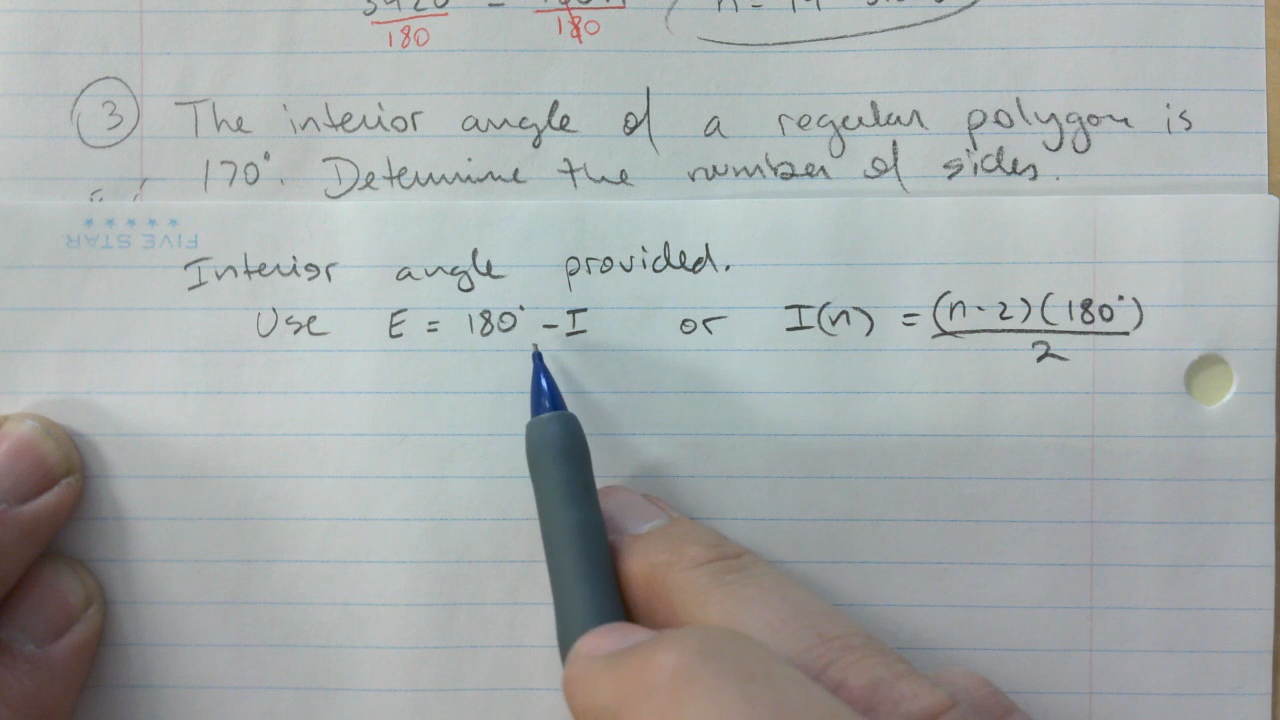 180 180
③ The interior angle of a regular polygon is
170°. Determine the number of sides.
FIVE STAR
Interior angle provided.
Use E = 180° - I or I(n) = (n-2)(180°)
2